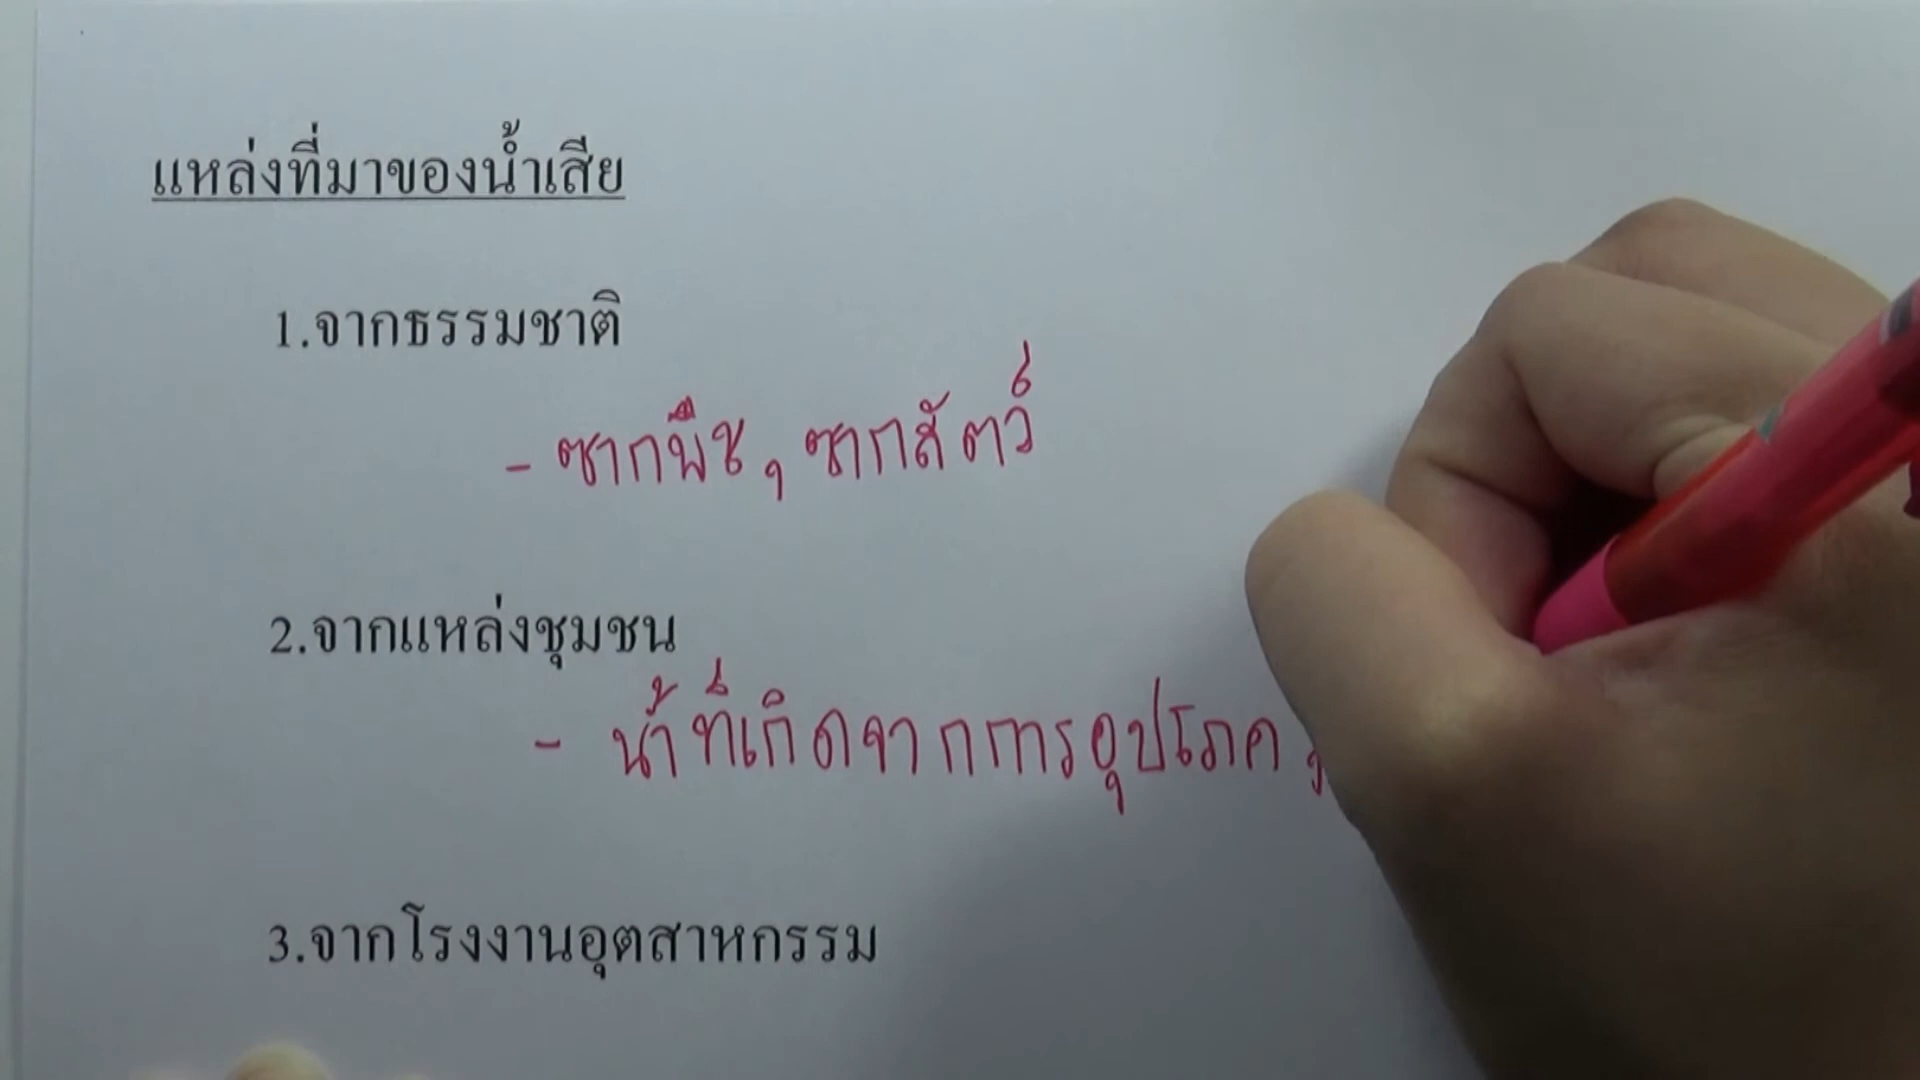 แหล่งที่มาของน้ำเสีย
1.จากธรรมชาติ
- ซากพืช, ซากสัตว์
2.จากแหล่งชุมชน
- น้ำที่เกิดจากการอุปโภค
3.จากโรงงานอุตสาหกรรม